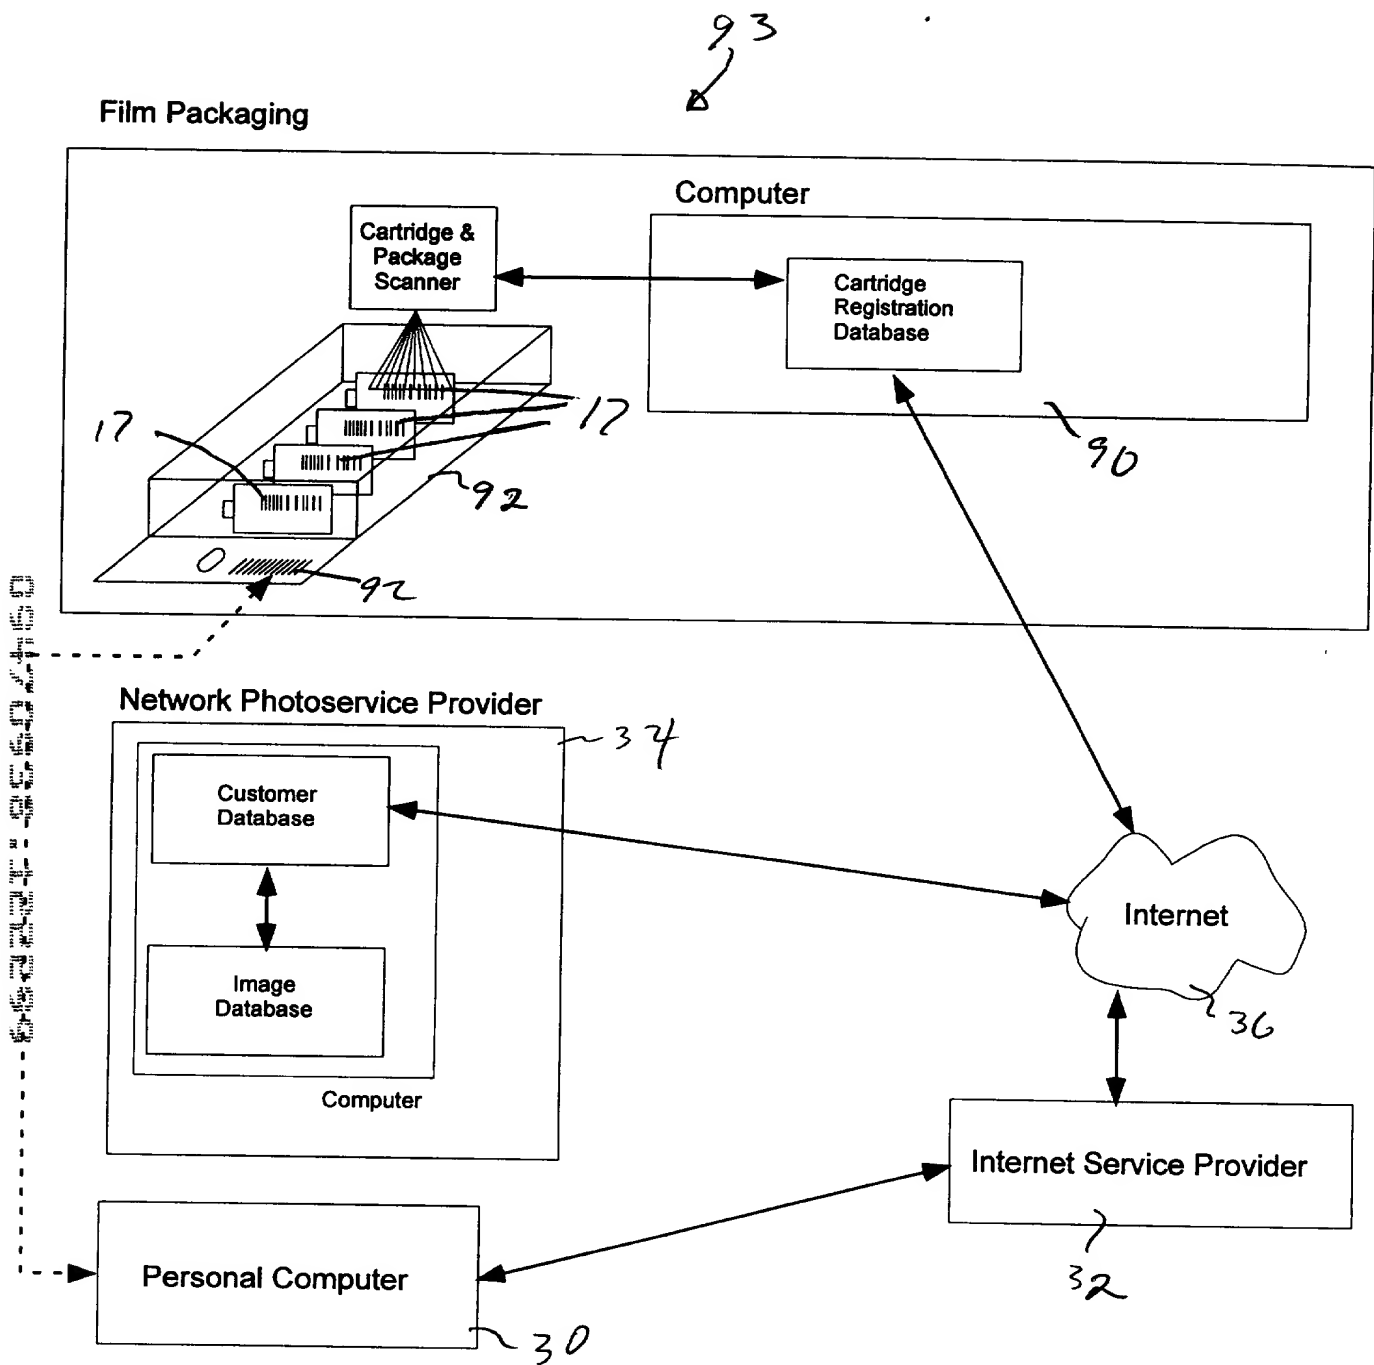 93
Film Packaging
Computer
Cartridge &
Package
Scanner
Cartridge
Registration
Database
17
17
90
92
92
Network Photoservice Provider
34
Customer
Database
Image
Database
Computer
Internet
36
Internet Service Provider
32
Personal Computer
30